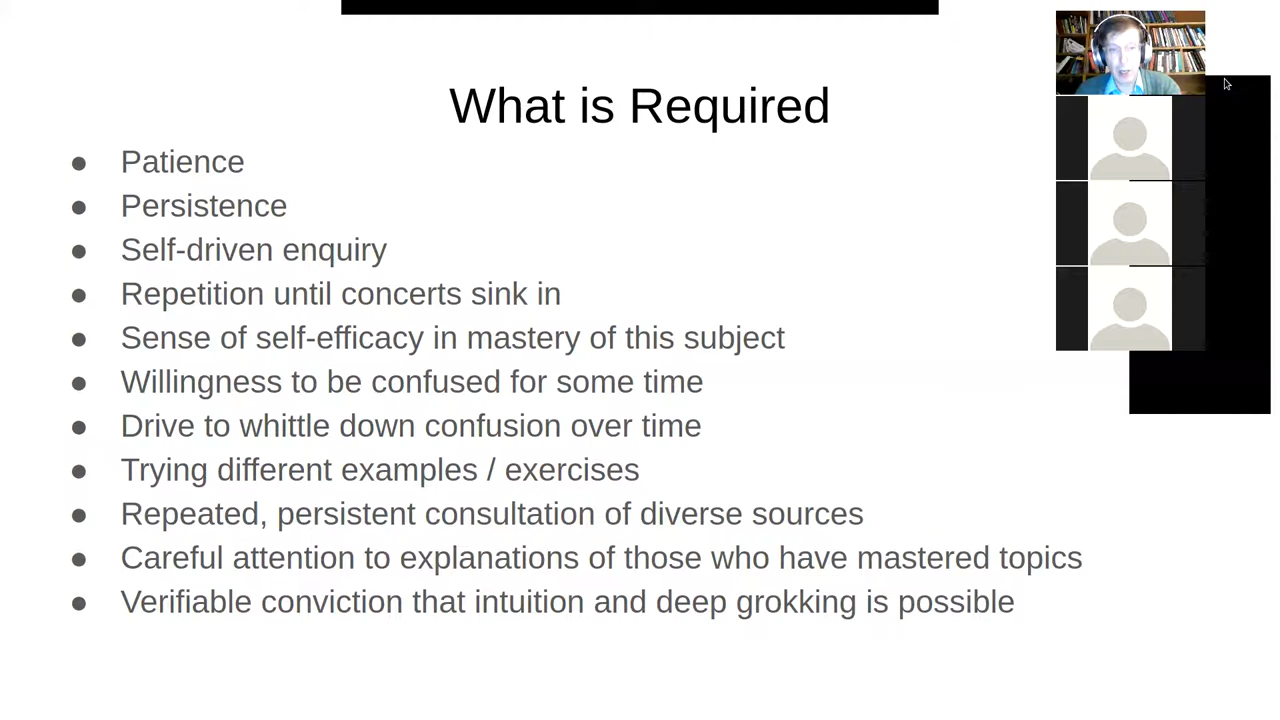 What is Required
● Patience
● Persistence
● Self-driven enquiry
● Repetition until concerts sink in
● Sense of self-efficacy in mastery of this subject
● Willingness to be confused for some time
● Drive to whittle down confusion over time
● Trying different examples / exercises
● Repeated, persistent consultation of diverse sources
● Careful attention to explanations of those who have mastered topics
● Verifiable conviction that intuition and deep grokking is possible